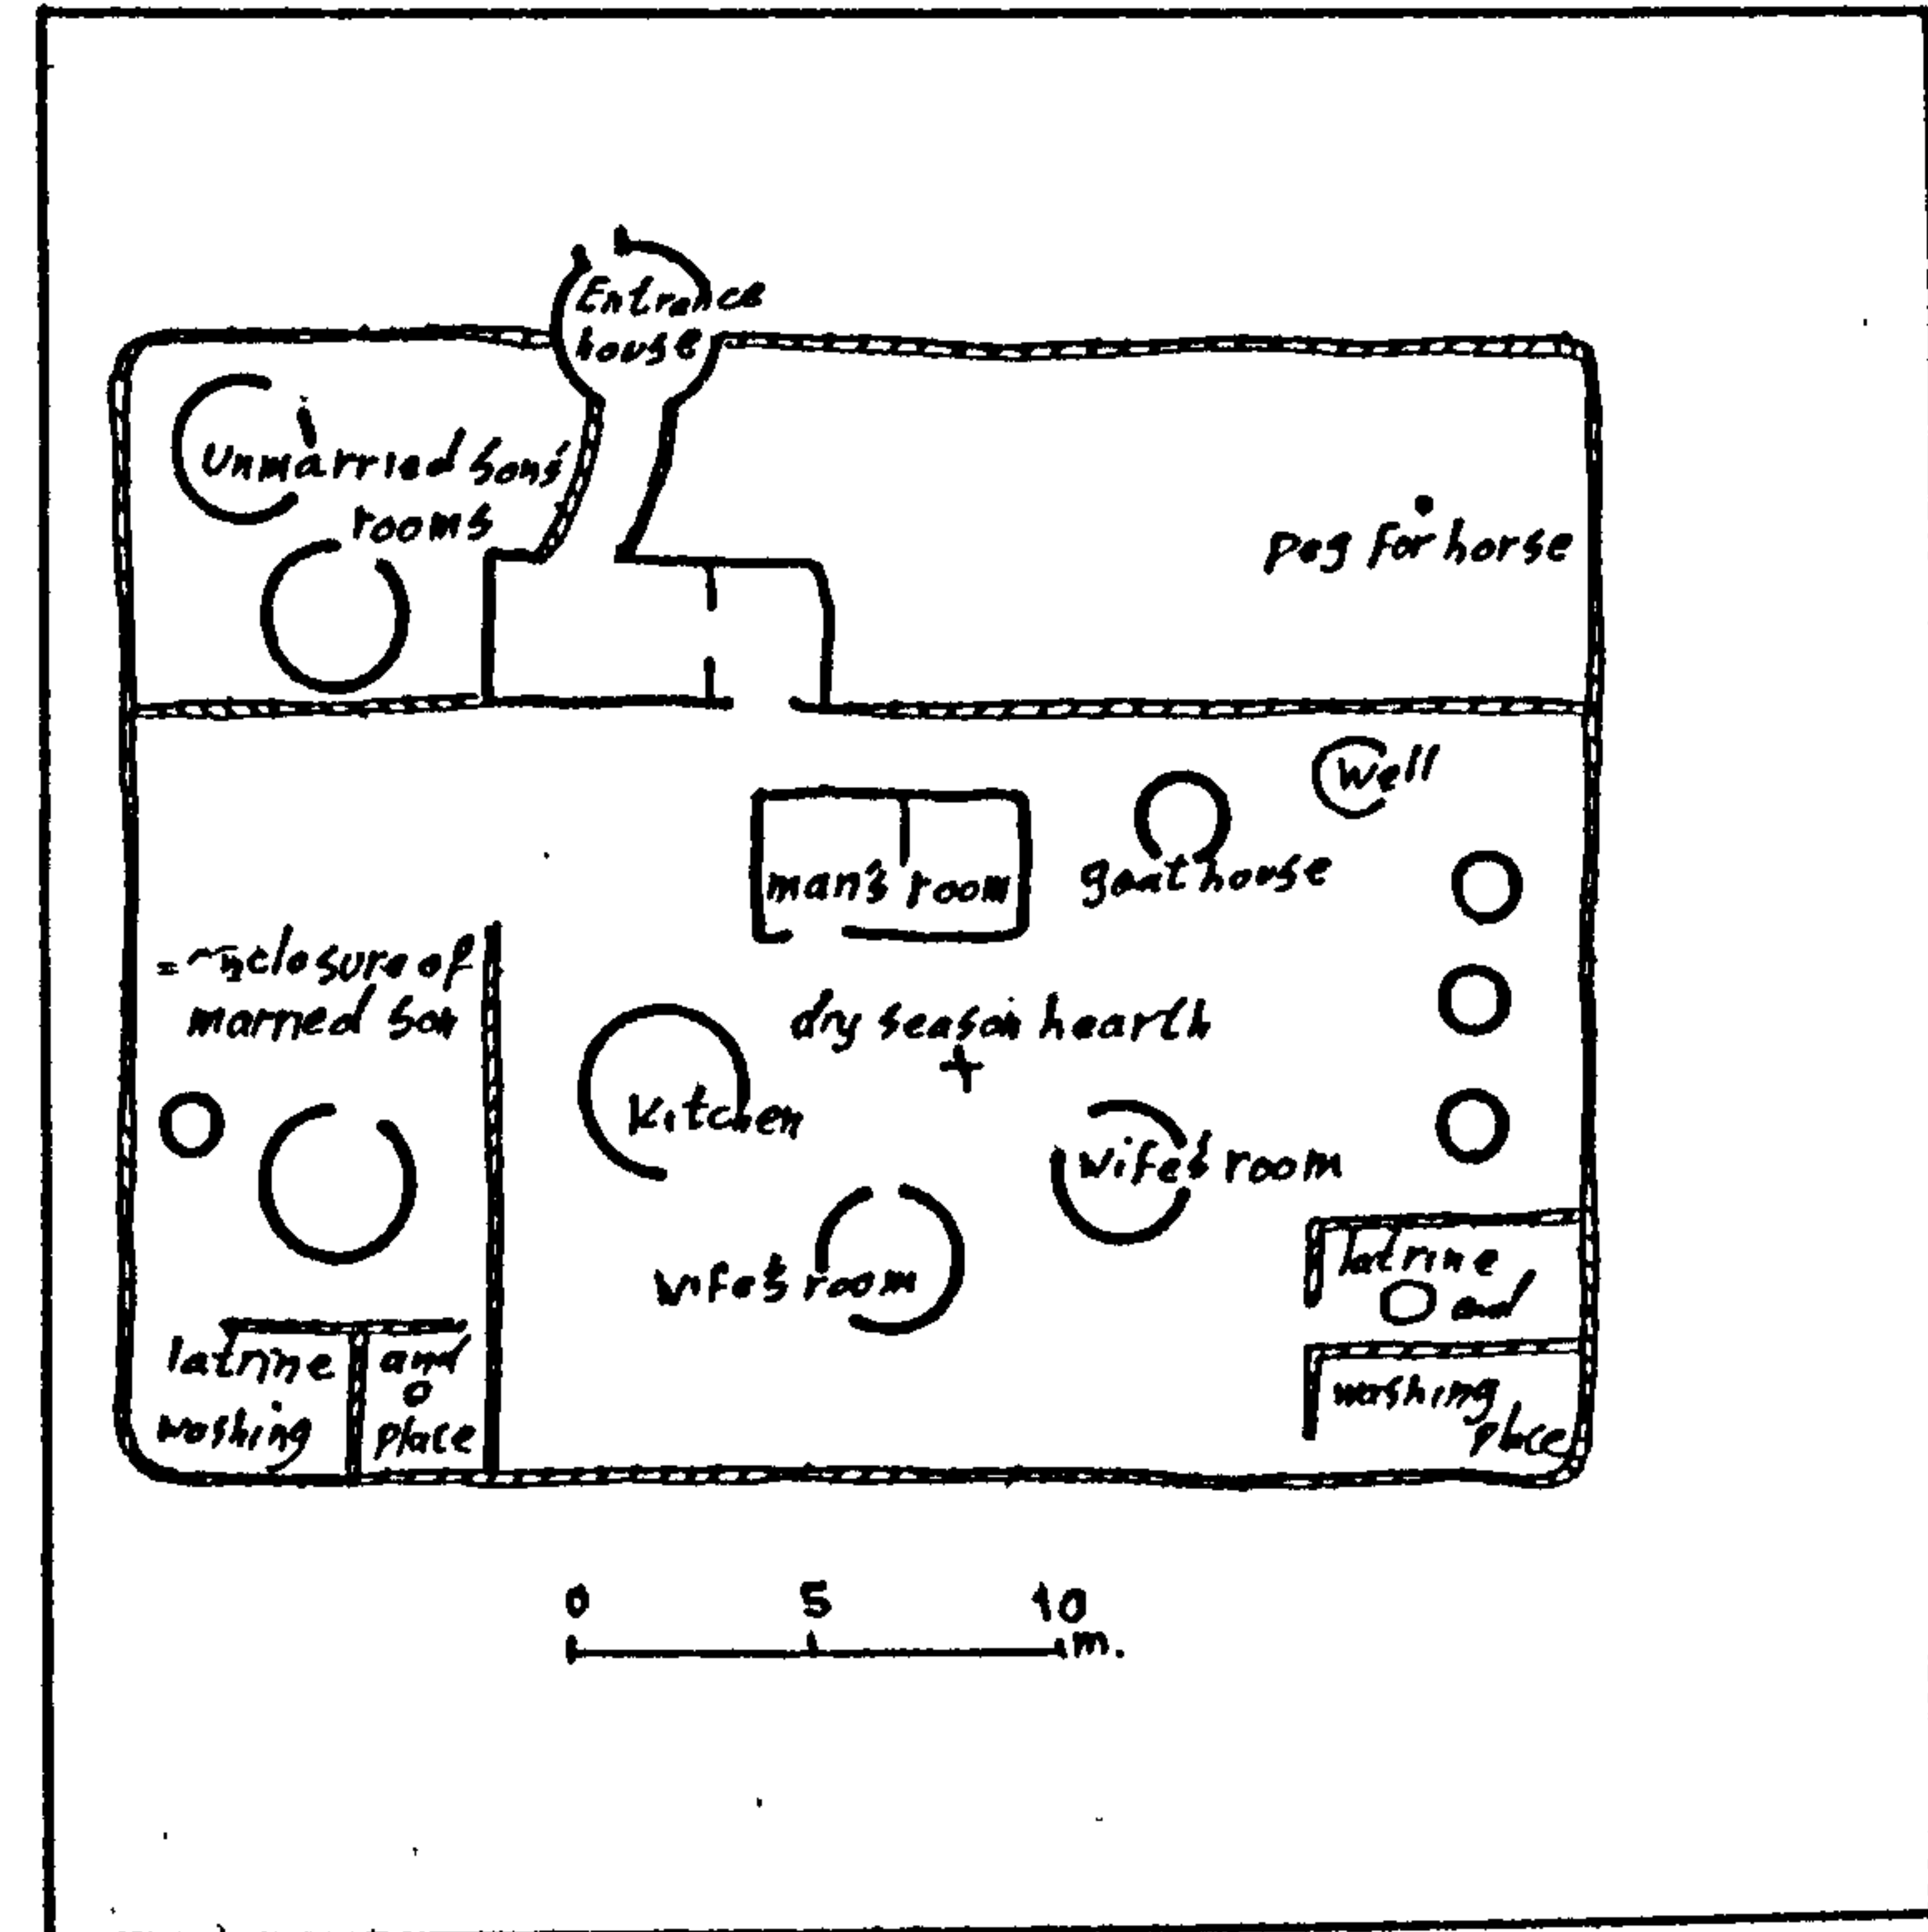 Entrance
house
Unmarried sons'
rooms
peg for horse
well
man's room
goat house
enclosure of
married son
dry season hearth
kitchen
wife's room
wife's room
latrine
and
washing
place
latrine and
washing
place
0 5 10
m.